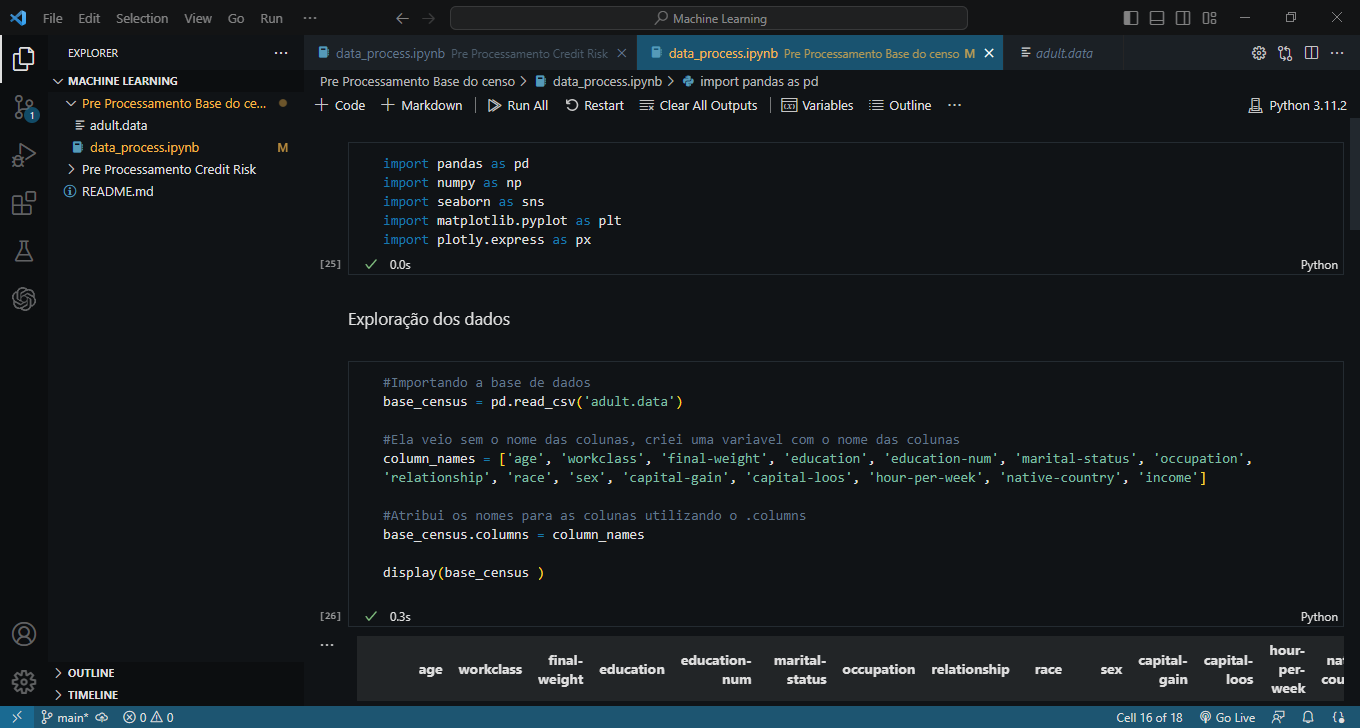 File Edit Selection View Go Run ··· Machine Learning
EXPLORER ···
MACHINE LEARNING
Pre Processamento Base do ce...
adult.data
data_process.ipynb M
Pre Processamento Credit Risk
README.md
OUTLINE
TIMELINE
1
data_process.ipynb Pre Processamento Credit Risk
data_process.ipynb Pre Processamento Base do censo M
adult.data
Pre Processamento Base do censo > data_process.ipynb > import pandas as pd
+ Code + Markdown Run All Restart Clear All Outputs Variables Outline ··· Python 3.11.2
import pandas as pd
import numpy as np
import seaborn as sns
import matplotlib.pyplot as plt
import plotly.express as px
[25] ✓ 0.0s Python
Exploração dos dados
#Importando a base de dados
base_census = pd.read_csv('adult.data')
#Ela veio sem o nome das colunas, criei uma variavel com o nome das colunas
column_names = ['age', 'workclass', 'final-weight', 'education', 'education-num', 'marital-status', 'occupation',
'relationship', 'race', 'sex', 'capital-gain', 'capital-loos', 'hour-per-week', 'native-country', 'income']
#Atribui os nomes para as colunas utilizando o .columns
base_census.columns = column_names
display(base_census )
[26] ✓ 0.3s Python
···
age workclass final-weight education education-num marital-status occupation relationship race sex capital-gain capital-loos hour-per-week nat cou
main* 0 0 Cell 16 of 18 Go Live